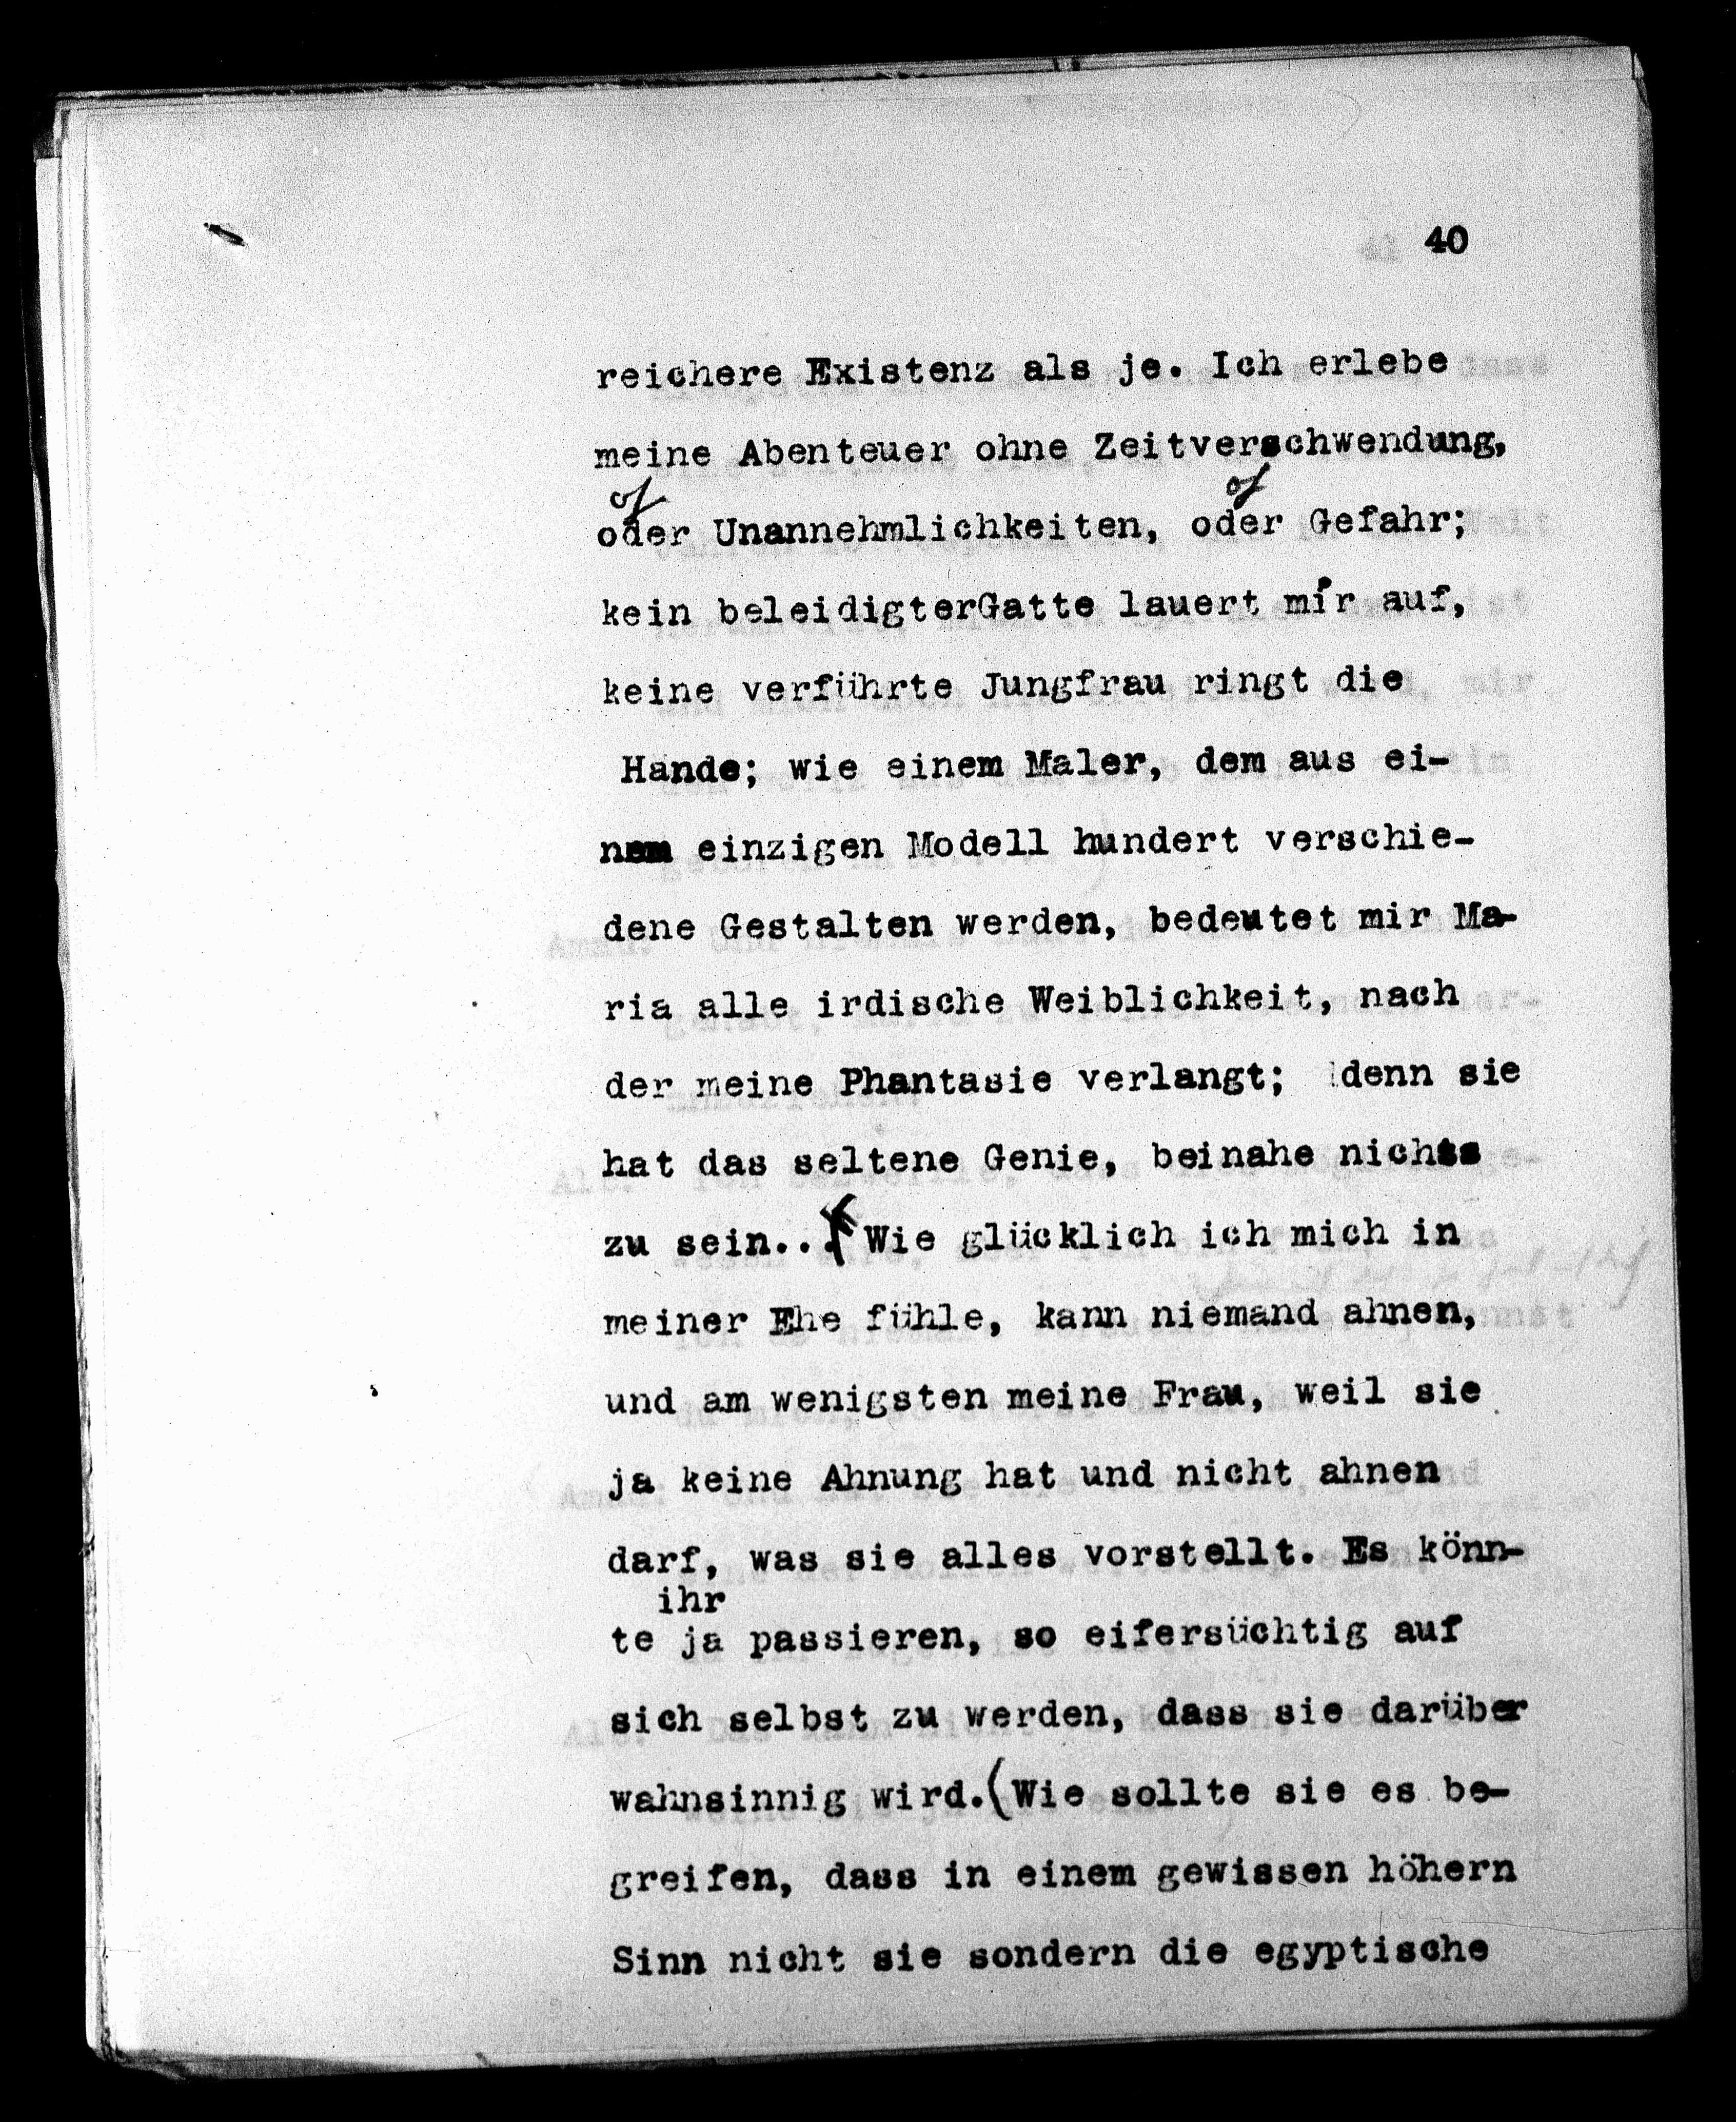 40
reichere Existenz als je. Ich erlebe
meine Abenteuer ohne Zeitverschwendung,
oder Unannehmlichkeiten, oder Gefahr;
kein beleidigterGatte lauert mir auf,
keine verführte Jungfrau ringt die
Hande; wie einem Maler, dem aus ei-
nem einzigen Modell hundert verschie-
dene Gestalten werden, bedeutet mir Ma-
ria alle irdische Weiblichkeit, nach
der meine Phantasie verlangt; denn sie
hat das seltene Genie, beinahe nichts
zu sein...(Wie glücklich ich mich in
meiner Ehe fühle, kann niemand ahnen,
und am wenigsten meine Frau, weil sie
ja keine Ahnung hat und nicht ahnen
darf, was sie alles vorstellt. Es könn-
ihr
te ja passieren, so eifersüchtig auf
sich selbst zu werden, dass sie darüber
wahnsinnig wird.(Wie sollte sie es be-
greifen, dass in einem gewissen höhern
Sinn nicht sie sondern die egyptische